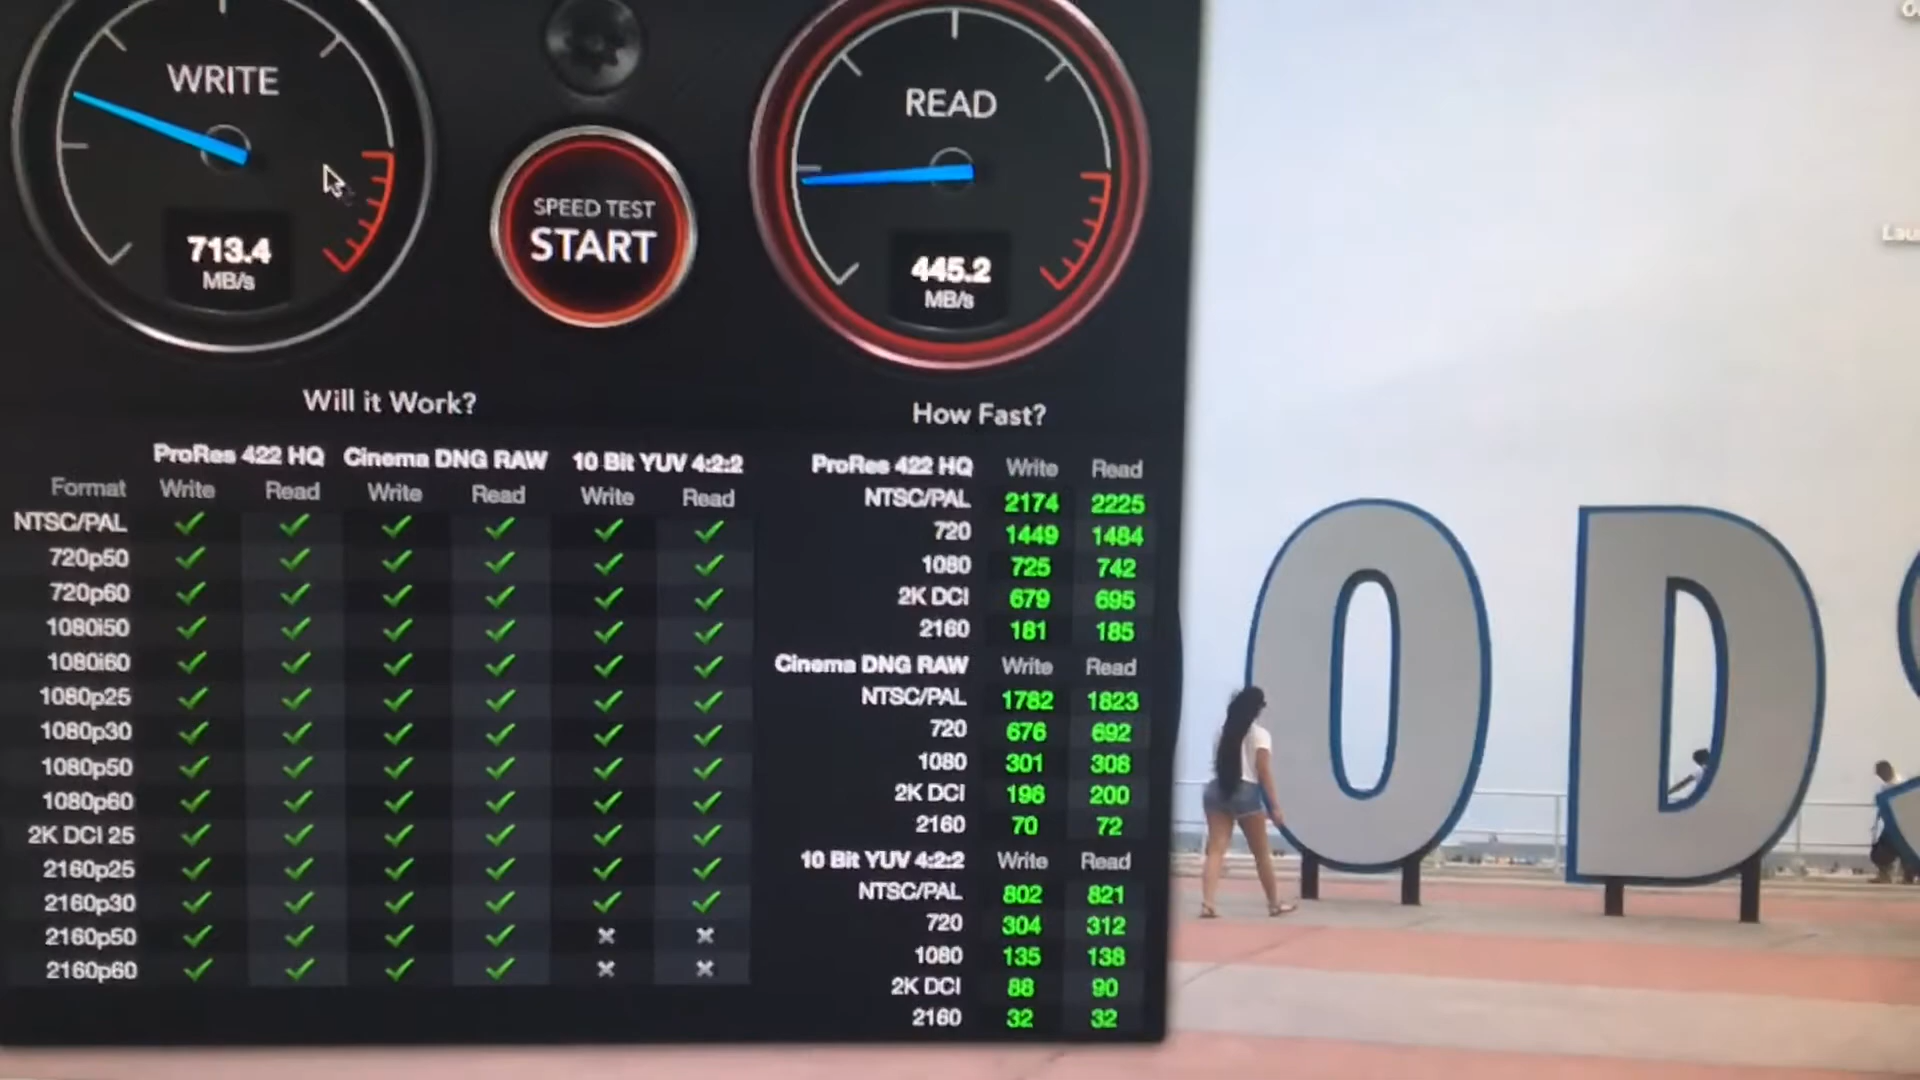 WRITE
713.4
MB/s
SPEED TEST
START
READ
445.2
MB/s
Will it Work?
ProRes 422 HQ Cinema DNG RAW 10 Bit YUV 4:2:2
Format Write Read Write Read Write Read
NTSC/PAL
720p50
720p60
1080i50
1080i60
1080p25
1080p30
1080p50
1080p60
2K DCI 25
2160p25
2160p30
2160p50
2160p60
How Fast?
ProRes 422 HQ Write Read
NTSC/PAL 2174 2225
720 1449 1484
1080 725 742
2K DCI 679 695
2160 181 185
Cinema DNG RAW Write Read
NTSC/PAL 1782 1823
720 676 692
1080 301 308
2K DCI 196 200
2160 70 72
10 Bit YUV 4:2:2 Write Read
NTSC/PAL 802 821
720 304 312
1080 135 138
2K DCI 88 90
2160 32 32
OD
Lau